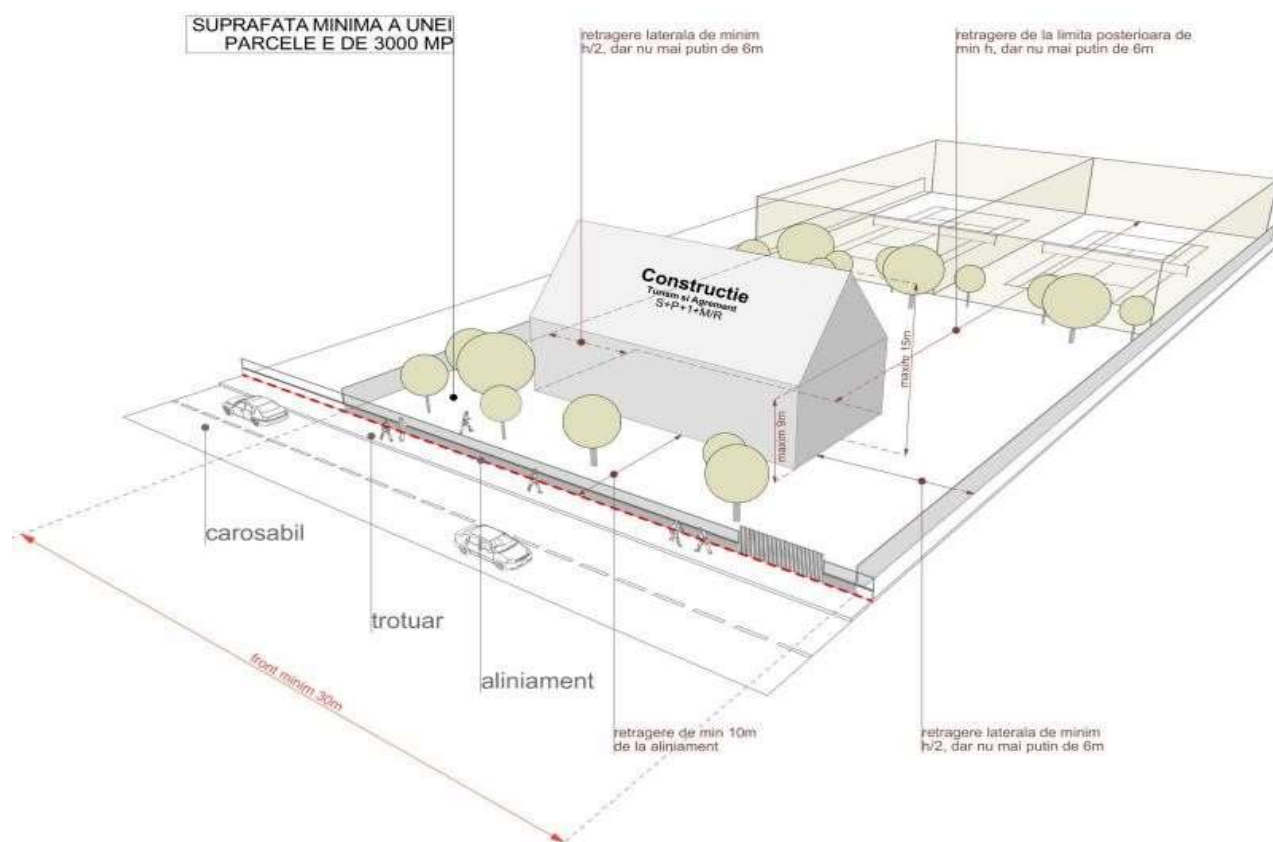 SUPRAFATA MINIMA A UNEI
PARCELE E DE 3000 MP
retragere laterala de minim
h/2, dar nu mai putin de 6m
retragere de la limita posterioara de
min h, dar nu mai putin de 6m
Constructie
Turism si Agrement
S+P+1+M/R
maxim 15m
maxim 9m
carosabil
trotuar
aliniament
front minim 30m
retragere de min 10m
de la aliniament
retragere laterala de minim
h/2, dar nu mai putin de 6m